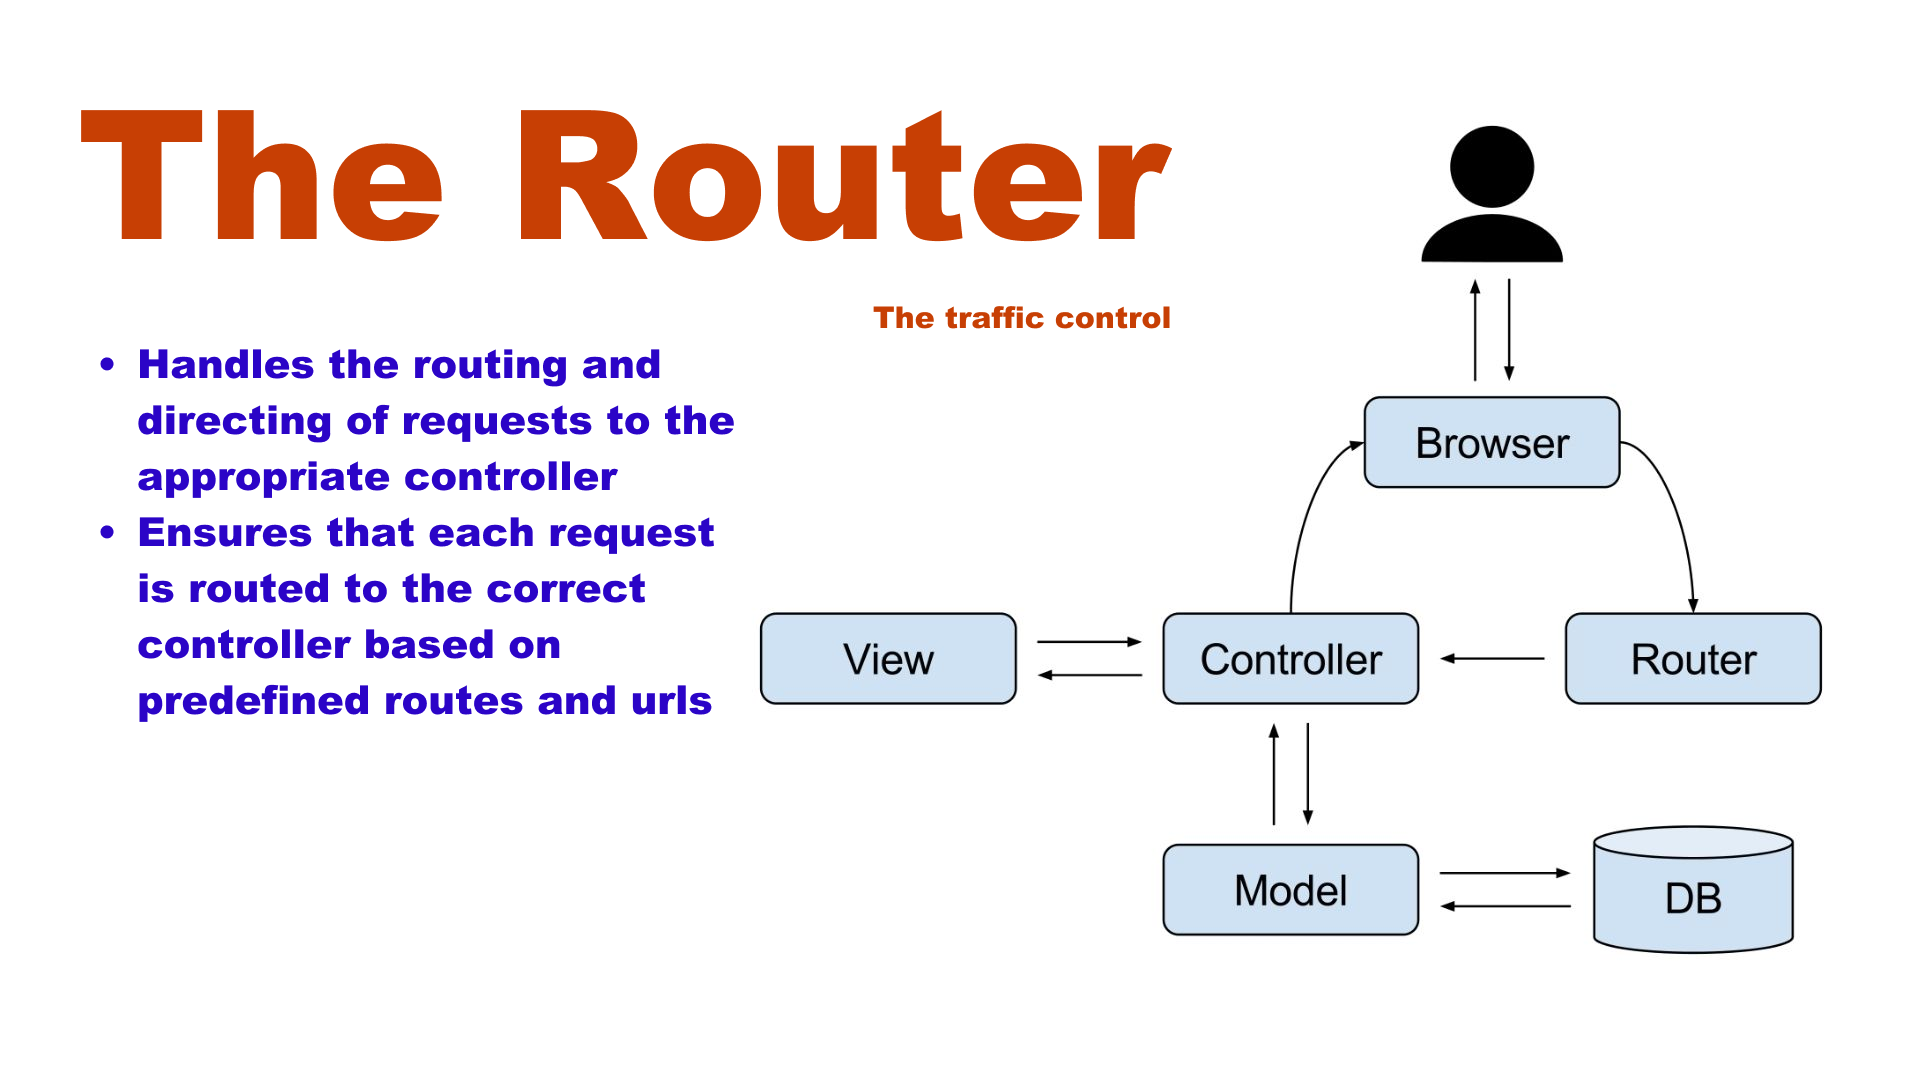 The Router
The traffic control
• Handles the routing and
directing of requests to the
appropriate controller
• Ensures that each request
is routed to the correct
controller based on
predefined routes and urls
Browser
View
Controller
Router
Model
DB